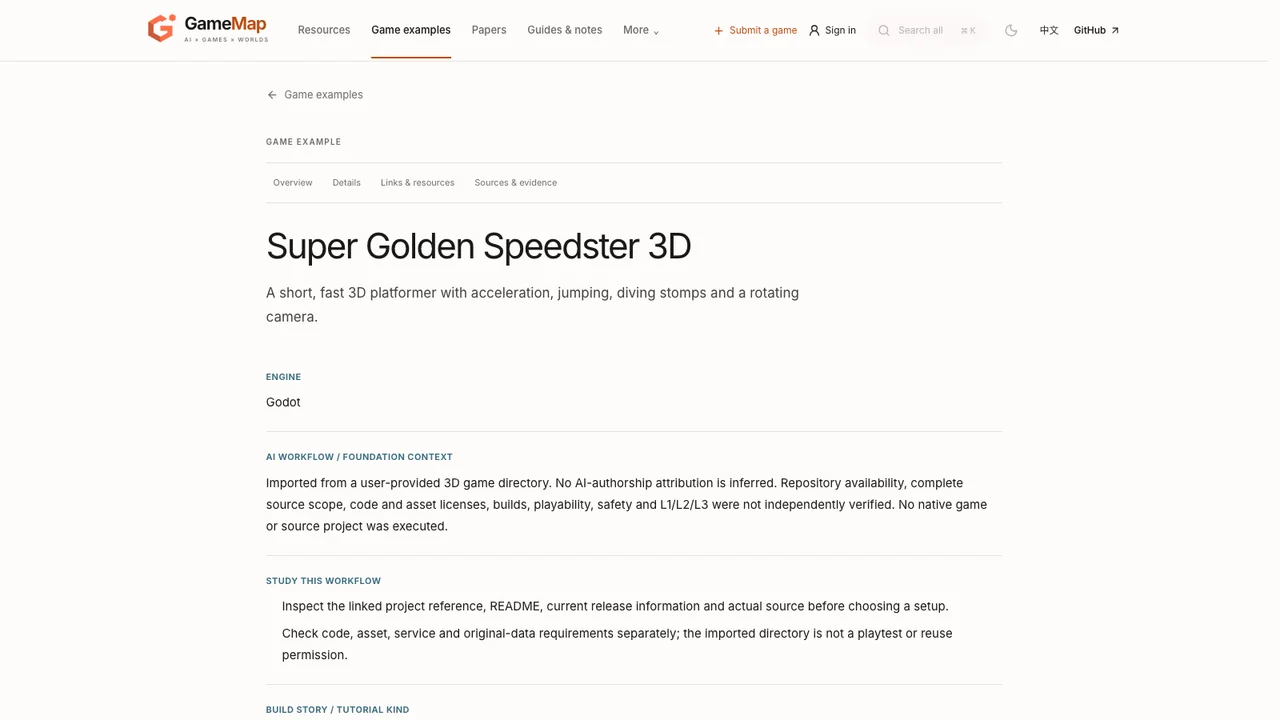 GameMap
AI × GAMES × WORLDS
Resources
Game examples
Papers
Guides & notes
More
Submit a game
Sign in
Search all
⌘ K
中文
GitHub ↗
← Game examples
GAME EXAMPLE
Overview
Details
Links & resources
Sources & evidence
Super Golden Speedster 3D
A short, fast 3D platformer with acceleration, jumping, diving stomps and a rotating
camera.
ENGINE
Godot
AI WORKFLOW / FOUNDATION CONTEXT
Imported from a user-provided 3D game directory. No AI-authorship attribution is inferred. Repository availability, complete
source scope, code and asset licenses, builds, playability, safety and L1/L2/L3 were not independently verified. No native game
or source project was executed.
STUDY THIS WORKFLOW
Inspect the linked project reference, README, current release information and actual source before choosing a setup.
Check code, asset, service and original-data requirements separately; the imported directory is not a playtest or reuse
permission.
BUILD STORY / TUTORIAL KIND